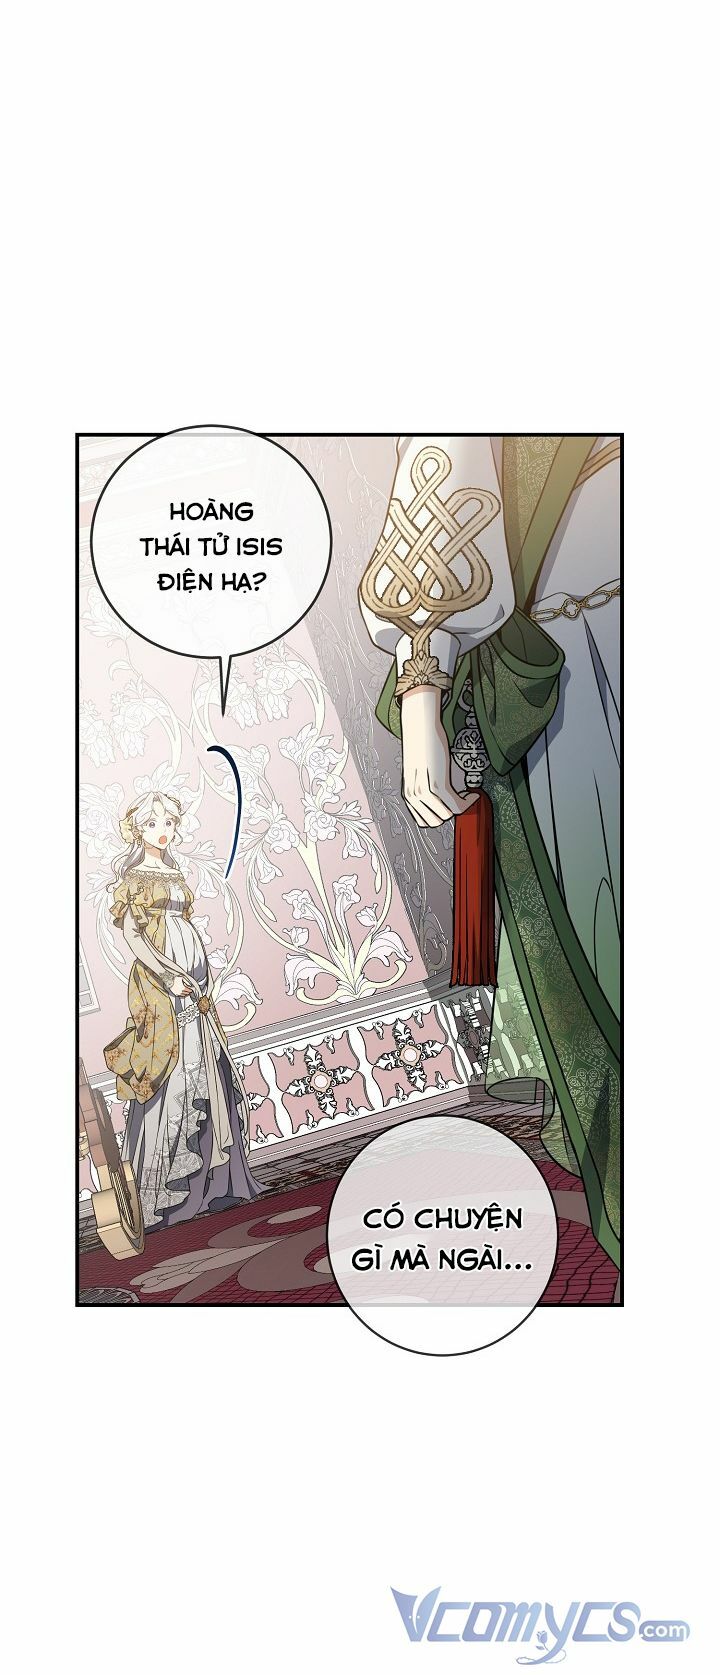 HOÀNG
THÁI TỬ ISIS
ĐIỆN HẠ?
CÓ CHUYỆN
GÌ MÀ NGÀI...
VCOMYCS.com